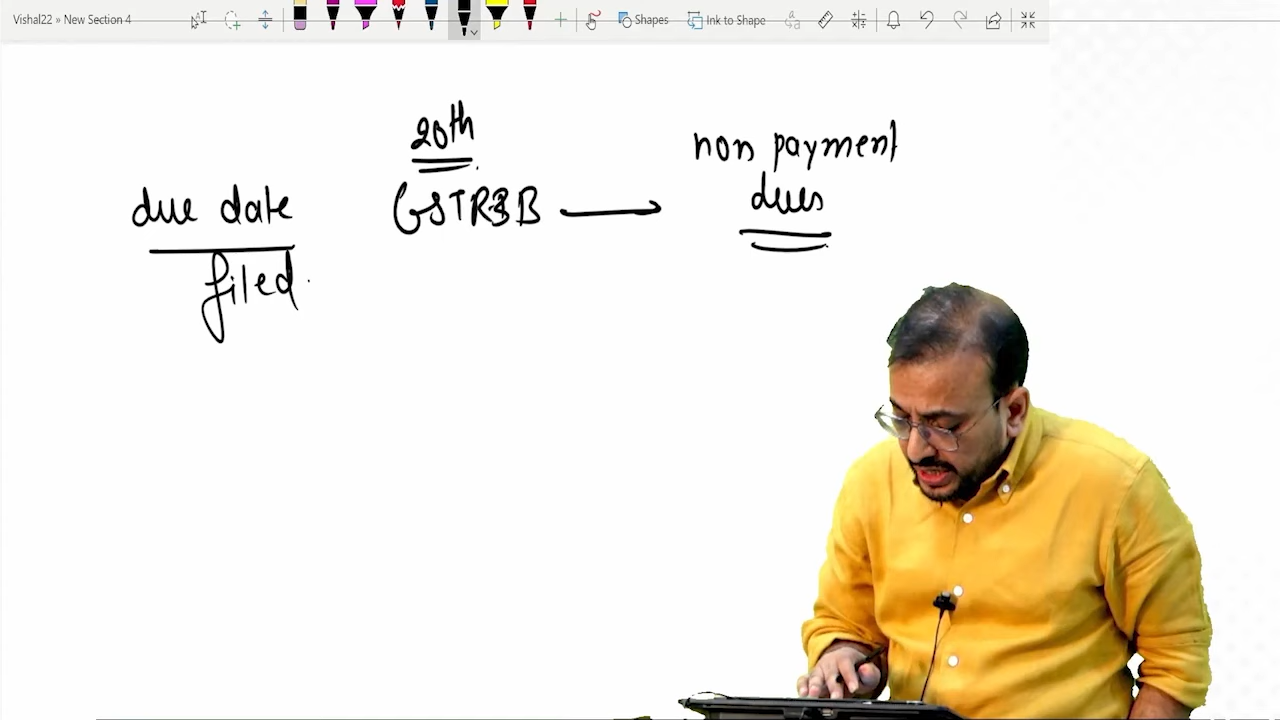 Vishal22 » New Section 4
Shapes
Ink to Shape
20th
non payment
due date
GSTR3B
dues
filed.